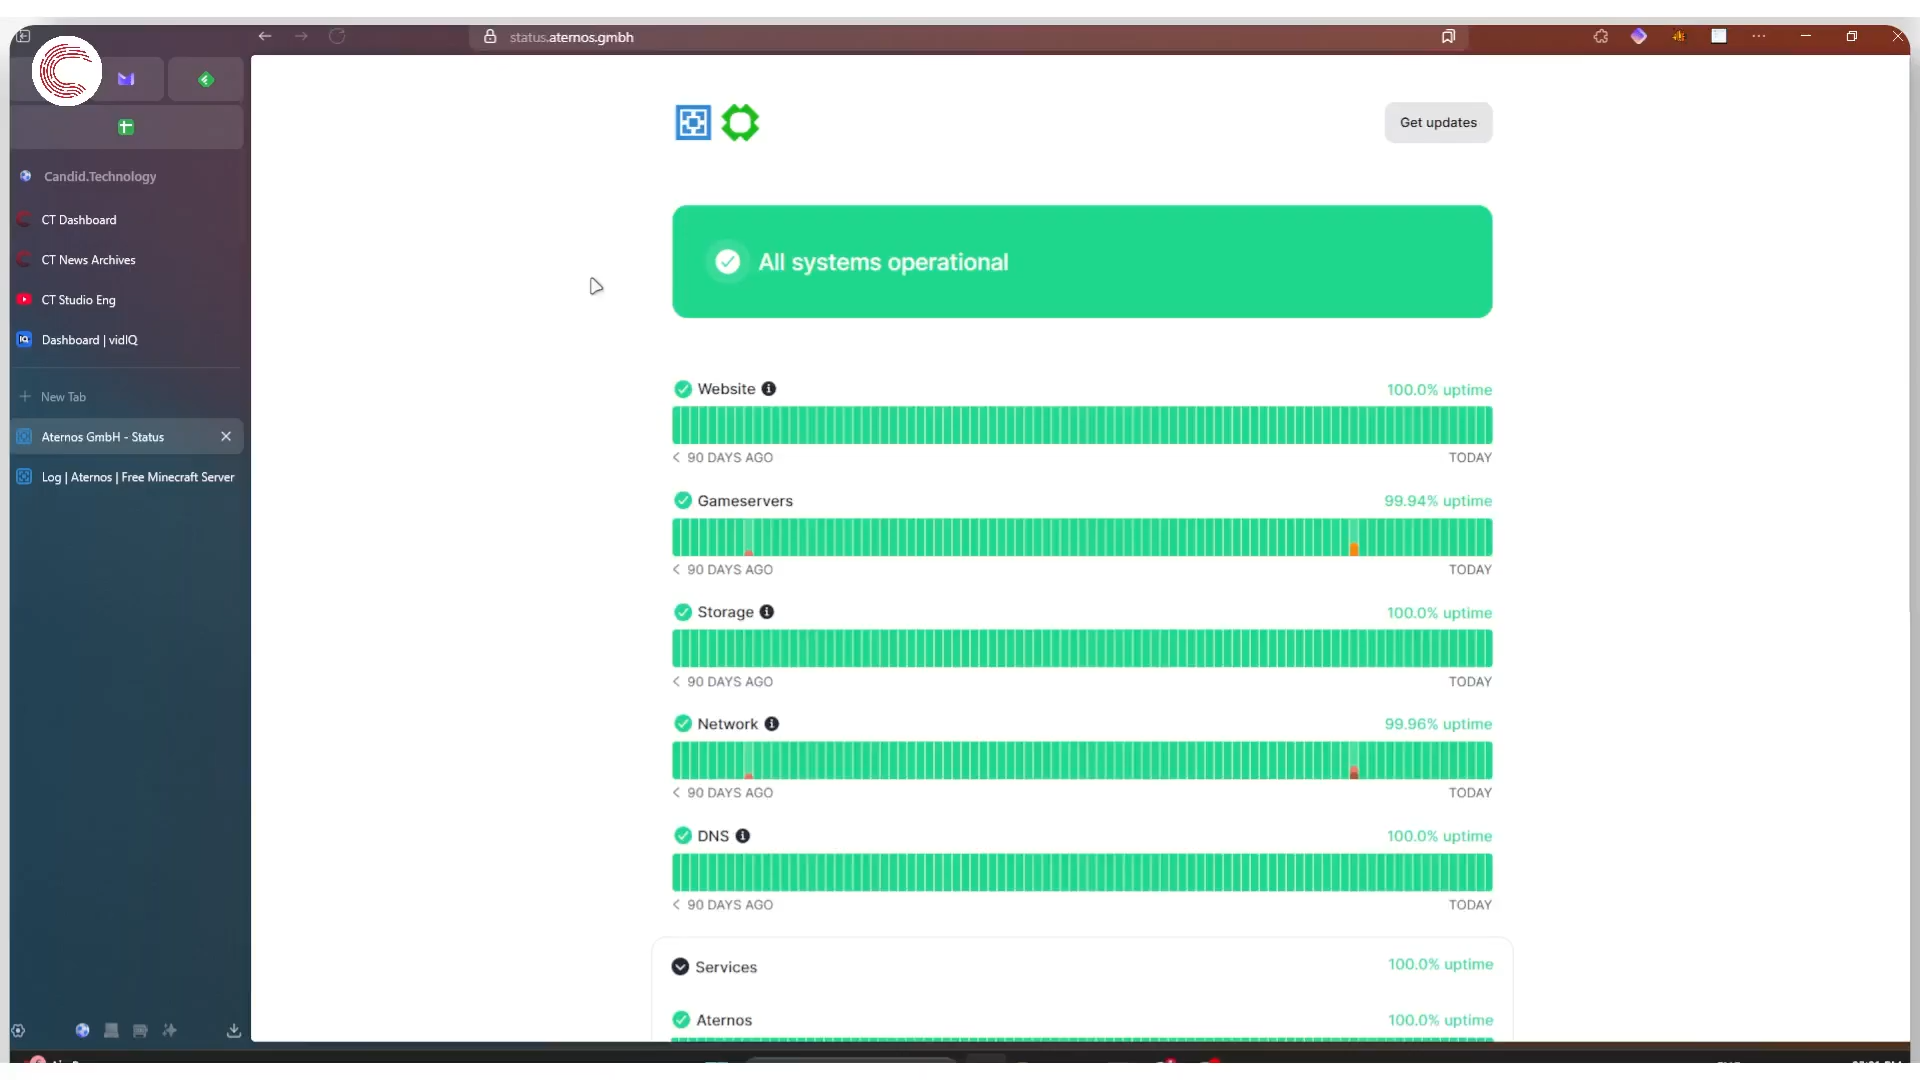 status.aternos.gmbh
Candid.Technology
CT Dashboard
CT News Archives
CT Studio Eng
IQ
Dashboard | vidIQ
New Tab
Aternos GmbH - Status
Log | Aternos | Free Minecraft Server
Get updates
All systems operational
Website
100.0% uptime
< 90 DAYS AGO
TODAY
Gameservers
99.94% uptime
< 90 DAYS AGO
TODAY
Storage
100.0% uptime
< 90 DAYS AGO
TODAY
Network
99.96% uptime
< 90 DAYS AGO
TODAY
DNS
100.0% uptime
< 90 DAYS AGO
TODAY
Services
100.0% uptime
Aternos
100.0% uptime